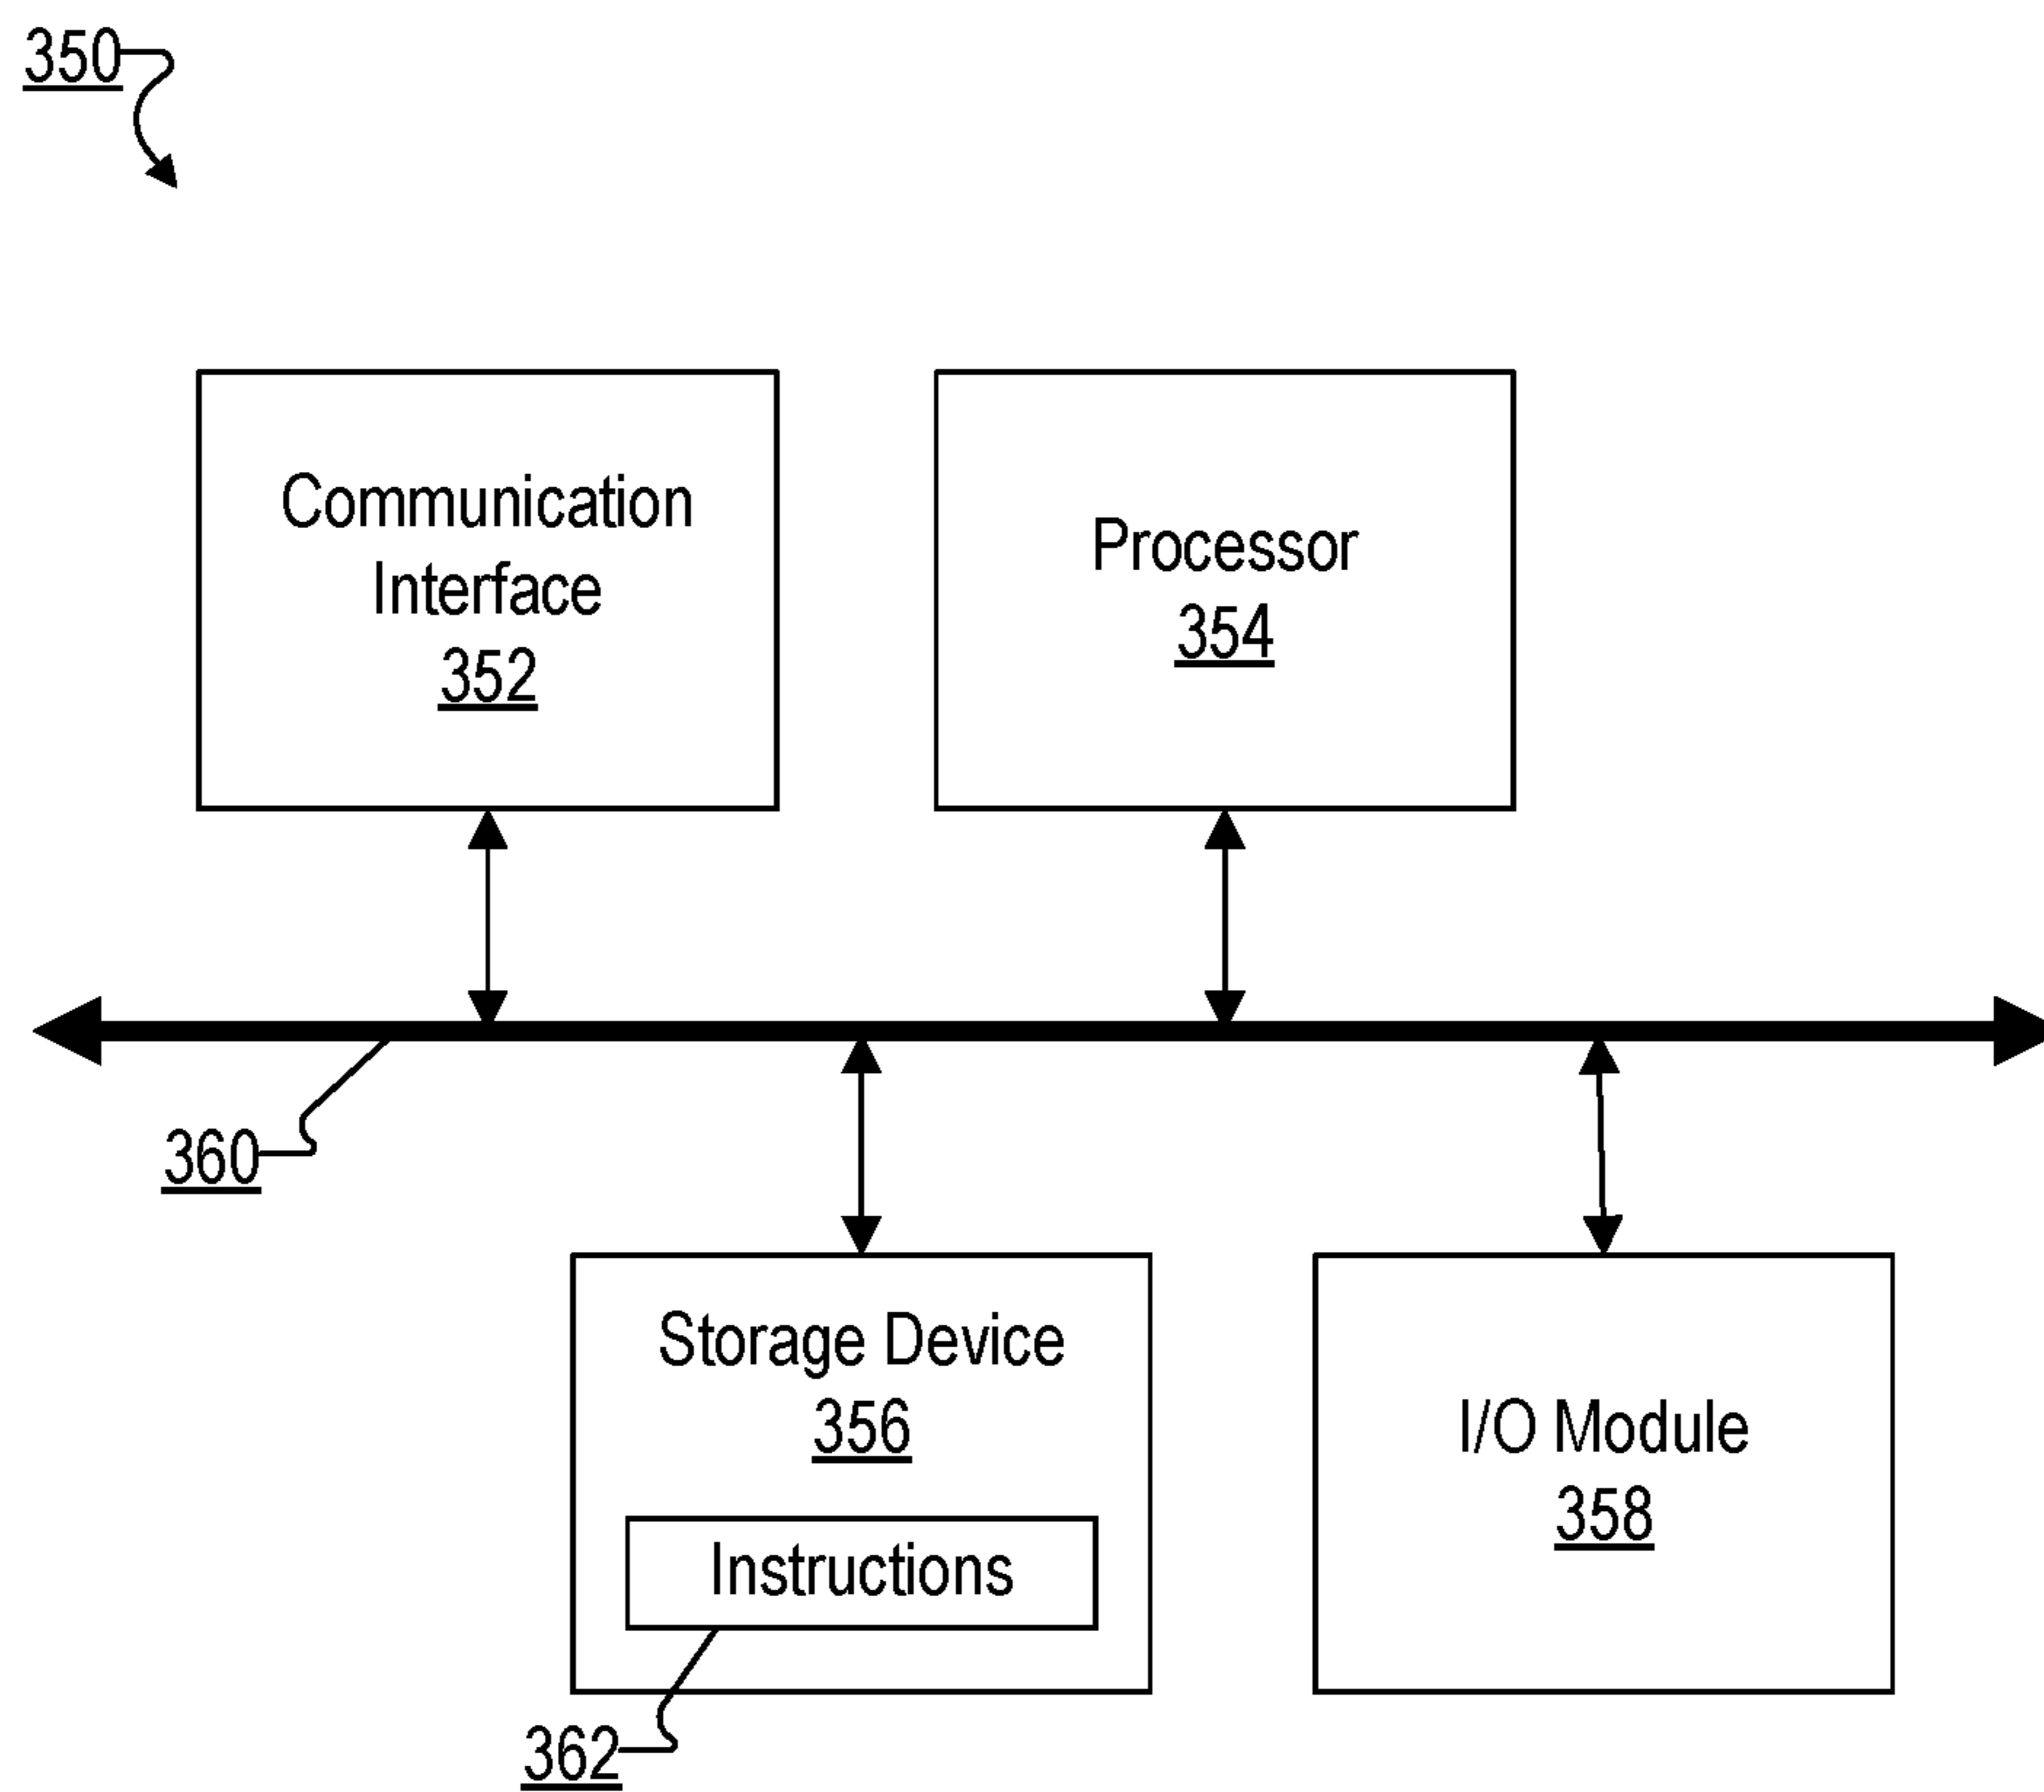 350
Communication
Interface
352
Processor
354
360
Storage Device
356
Instructions
362
I/O Module
358